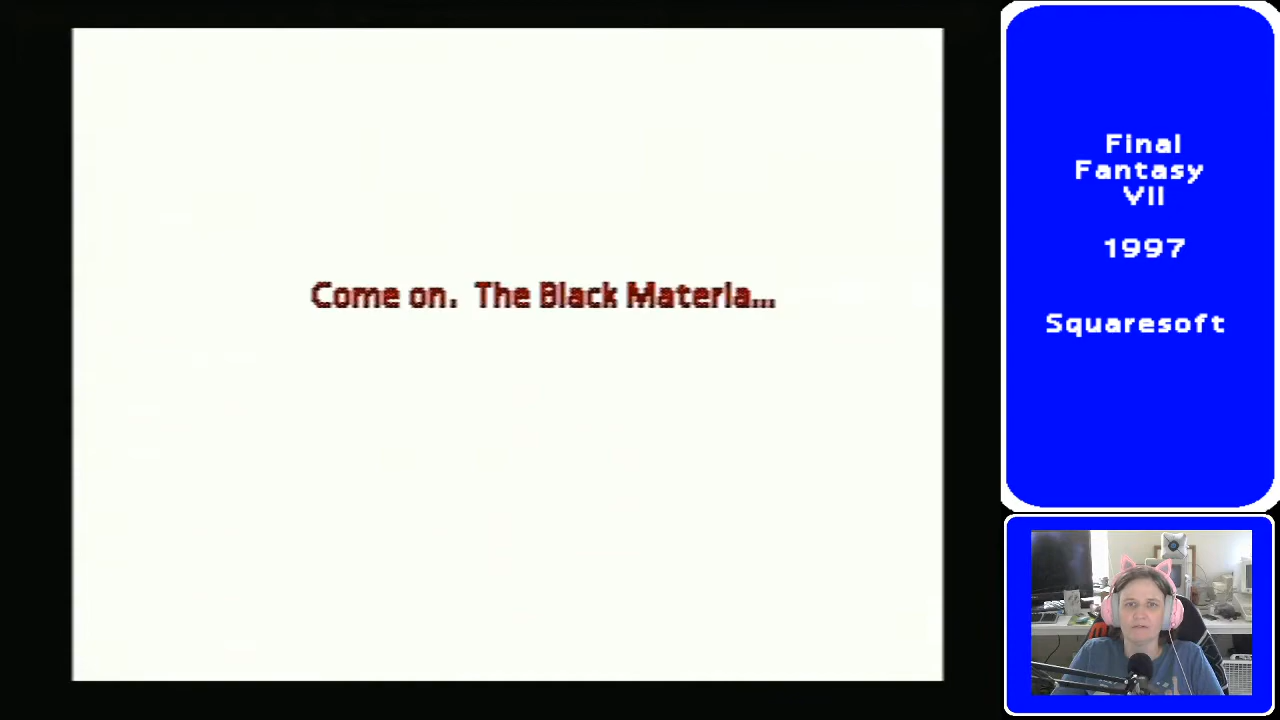 Come on.  The Black Materia...
Final
Fantasy
VII
1997
Squaresoft